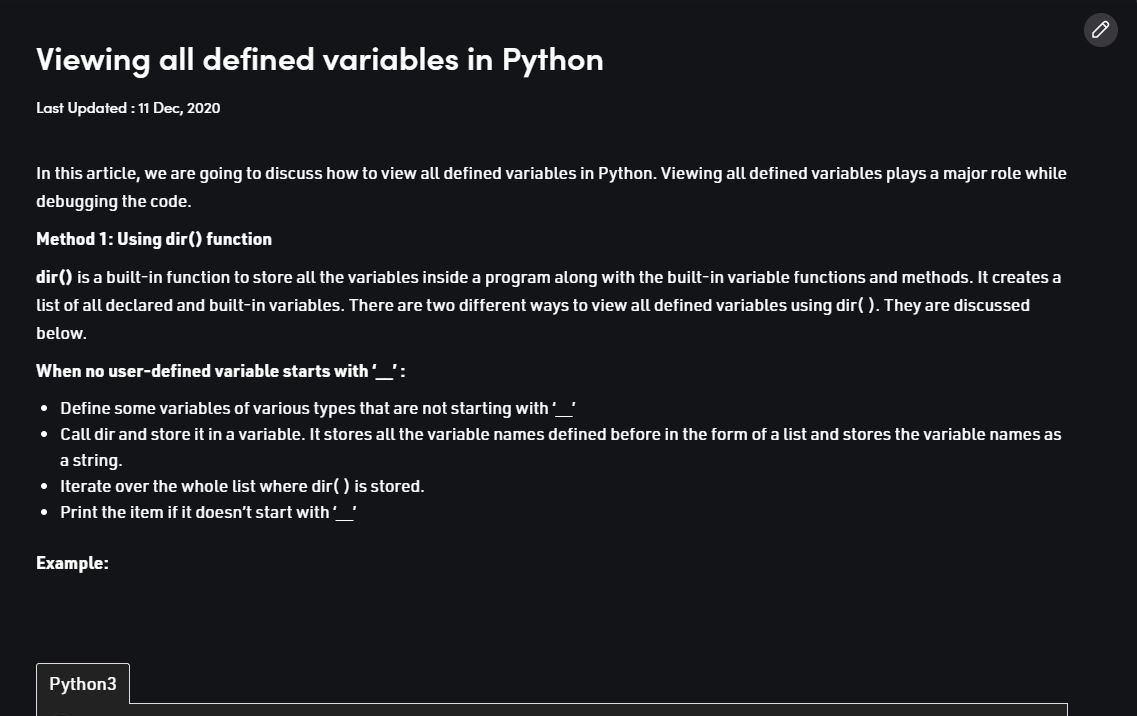 Viewing all defined variables in Python
Last Updated : 11 Dec, 2020
In this article, we are going to discuss how to view all defined variables in Python. Viewing all defined variables plays a major role while
debugging the code.
Method 1: Using dir() function
dir() is a built-in function to store all the variables inside a program along with the built-in variable functions and methods. It creates a
list of all declared and built-in variables. There are two different ways to view all defined variables using dir( ). They are discussed
below.
When no user-defined variable starts with ‘__’ :
• Define some variables of various types that are not starting with ‘__’
• Call dir and store it in a variable. It stores all the variable names defined before in the form of a list and stores the variable names as
a string.
• Iterate over the whole list where dir( ) is stored.
• Print the item if it doesn’t start with ‘__’
Example:
Python3